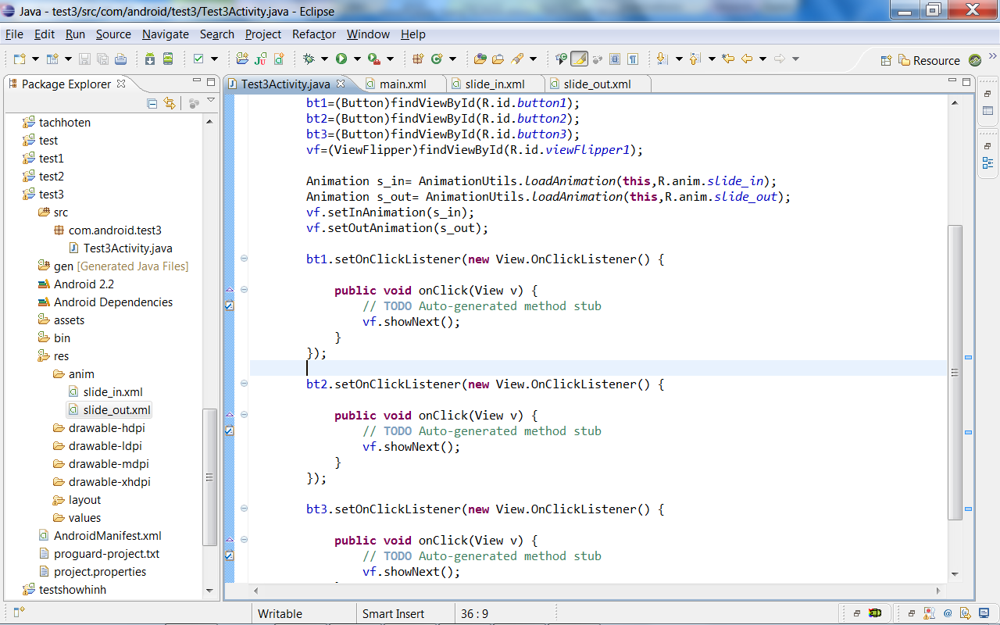 Java - test3/src/com/android/test3/Test3Activity.java - Eclipse
File Edit Run Source Navigate Search Project Refactor Window Help
Resource
Package Explorer
tachhoten
test
test1
test2
test3
src
com.android.test3
Test3Activity.java
gen [Generated Java Files]
Android 2.2
Android Dependencies
assets
bin
res
anim
slide_in.xml
slide_out.xml
drawable-hdpi
drawable-ldpi
drawable-mdpi
drawable-xhdpi
layout
values
AndroidManifest.xml
proguard-project.txt
project.properties
testshowhinh
Test3Activity.java main.xml slide_in.xml slide_out.xml
bt1=(Button)findViewById(R.id.button1);
bt2=(Button)findViewById(R.id.button2);
bt3=(Button)findViewById(R.id.button3);
vf=(ViewFlipper)findViewById(R.id.viewFlipper1);
Animation s_in= AnimationUtils.loadAnimation(this,R.anim.slide_in);
Animation s_out= AnimationUtils.loadAnimation(this,R.anim.slide_out);
vf.setInAnimation(s_in);
vf.setOutAnimation(s_out);
bt1.setOnClickListener(new View.OnClickListener() {
public void onClick(View v) {
// TODO Auto-generated method stub
vf.showNext();
}
});
bt2.setOnClickListener(new View.OnClickListener() {
public void onClick(View v) {
// TODO Auto-generated method stub
vf.showNext();
}
});
bt3.setOnClickListener(new View.OnClickListener() {
public void onClick(View v) {
// TODO Auto-generated method stub
vf.showNext();
Writable Smart Insert 36 : 9